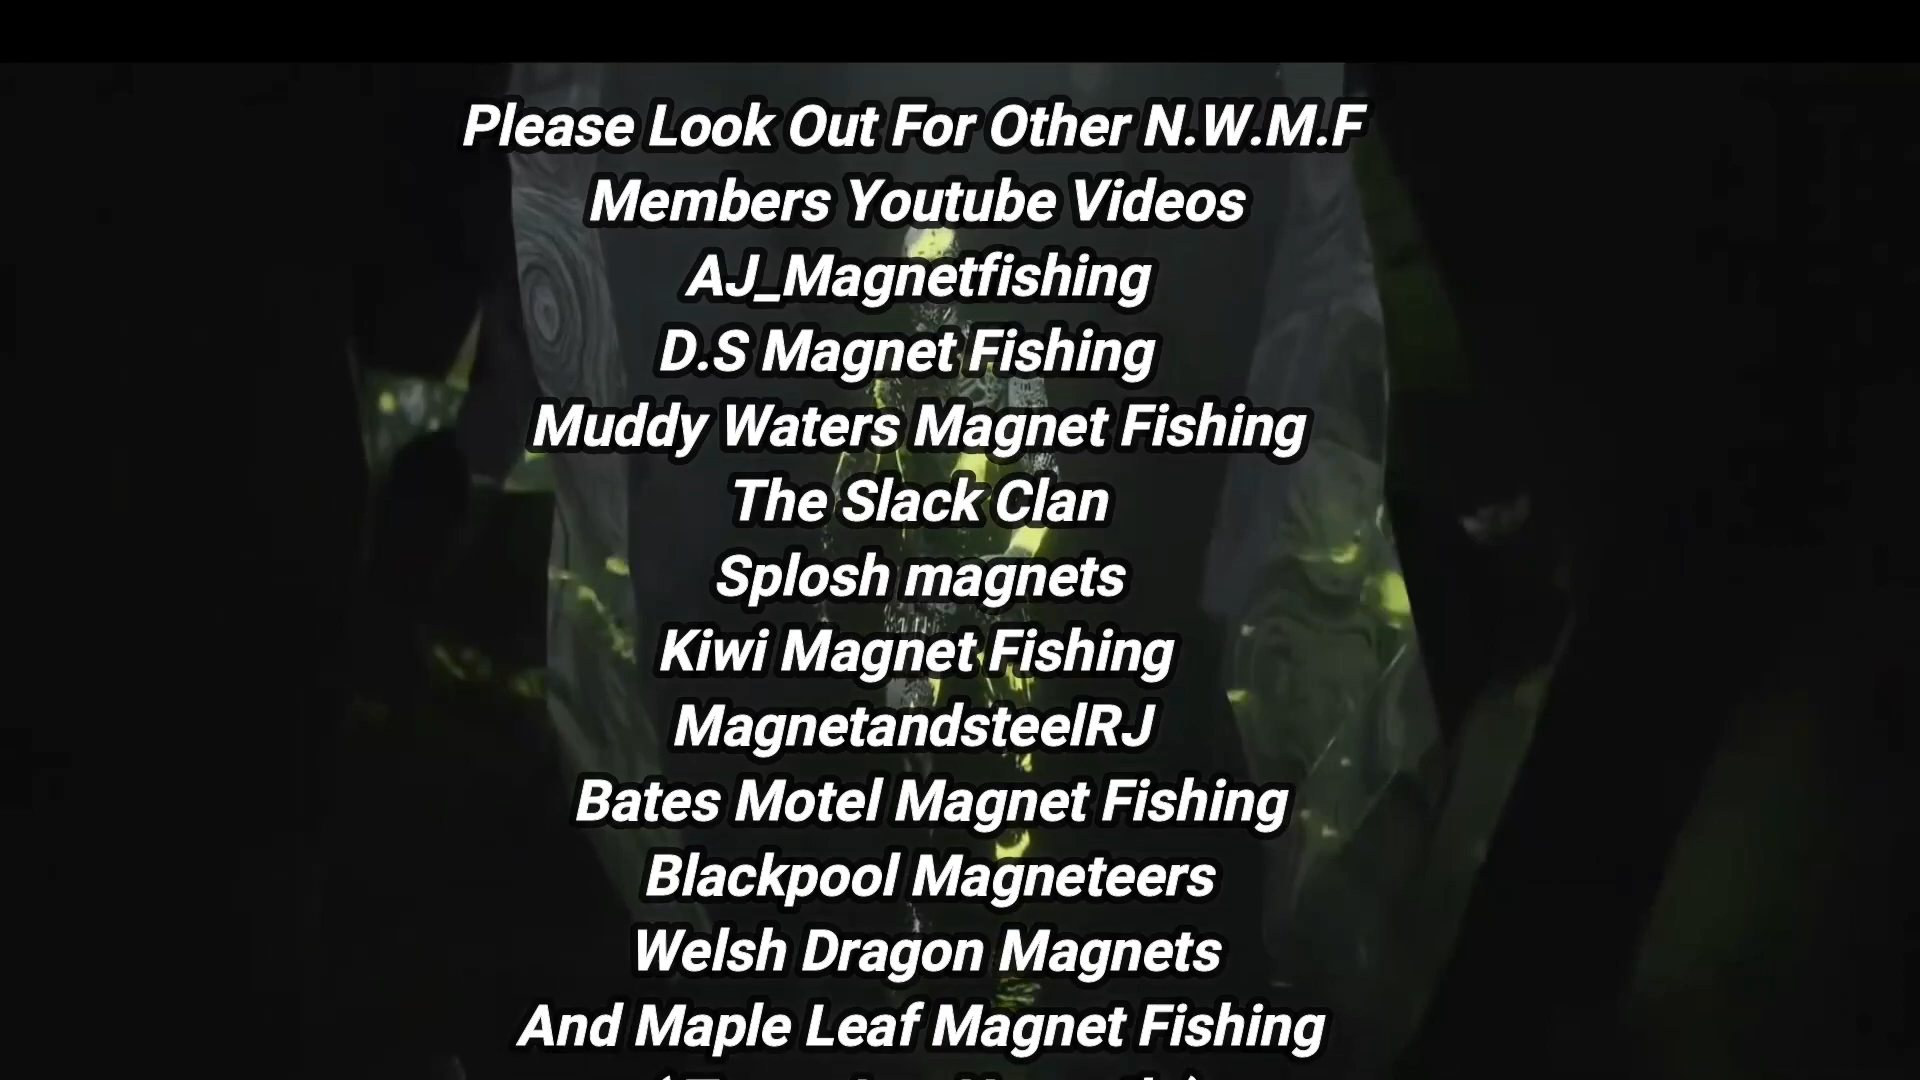 Please Look Out For Other N.W.M.F
Members Youtube Videos
AJ_Magnetfishing
D.S Magnet Fishing
Muddy Waters Magnet Fishing
The Slack Clan
Splosh magnets
Kiwi Magnet Fishing
MagnetandsteelRJ
Bates Motel Magnet Fishing
Blackpool Magneteers
Welsh Dragon Magnets
And Maple Leaf Magnet Fishing